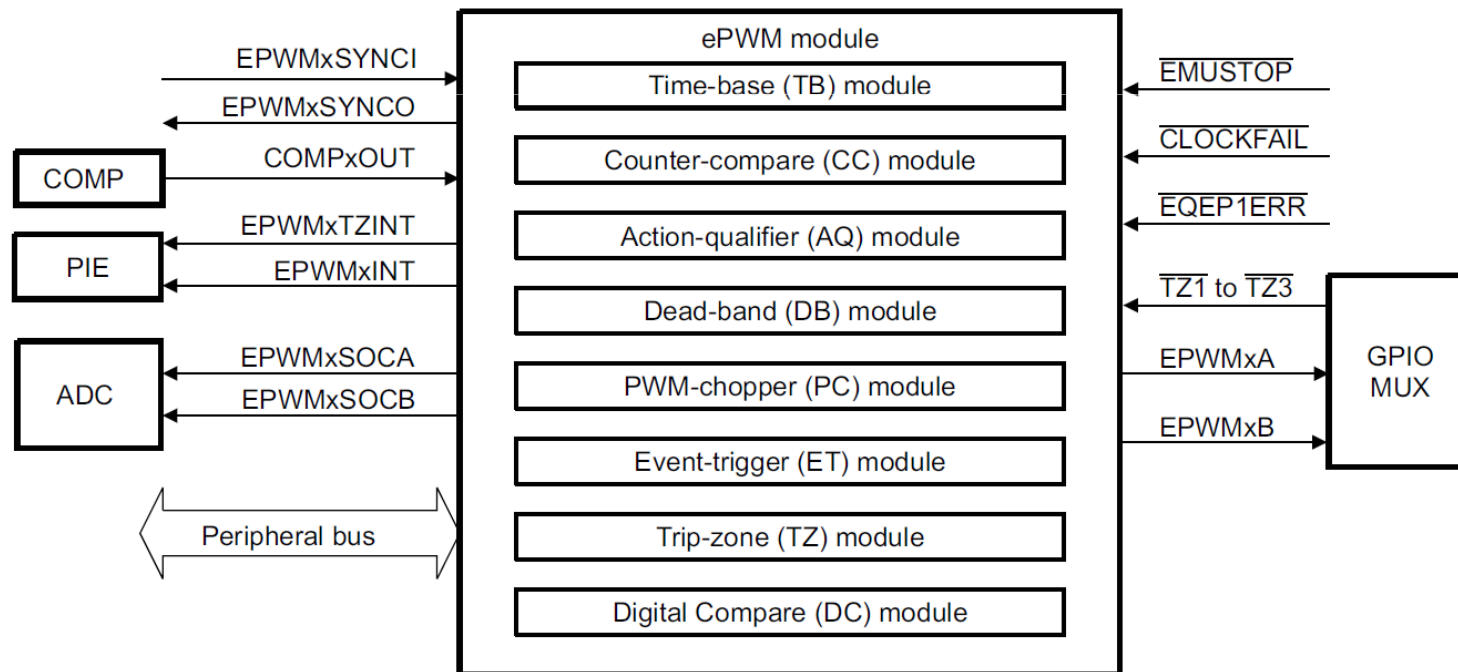 ePWM module
EPWMxSYNCI
Time-base (TB) module
EMUSTOP
EPWMxSYNCO
COMPxOUT
COMP
Counter-compare (CC) module
CLOCKFAIL
EPWMxTZINT
PIE
EPWMxINT
Action-qualifier (AQ) module
EQEP1ERR
Dead-band (DB) module
TZ1 to TZ3
EPWMxSOCA
ADC
EPWMxSOCB
PWM-chopper (PC) module
EPWMxA
GPIO
MUX
EPWMxB
Event-trigger (ET) module
Peripheral bus
Trip-zone (TZ) module
Digital Compare (DC) module